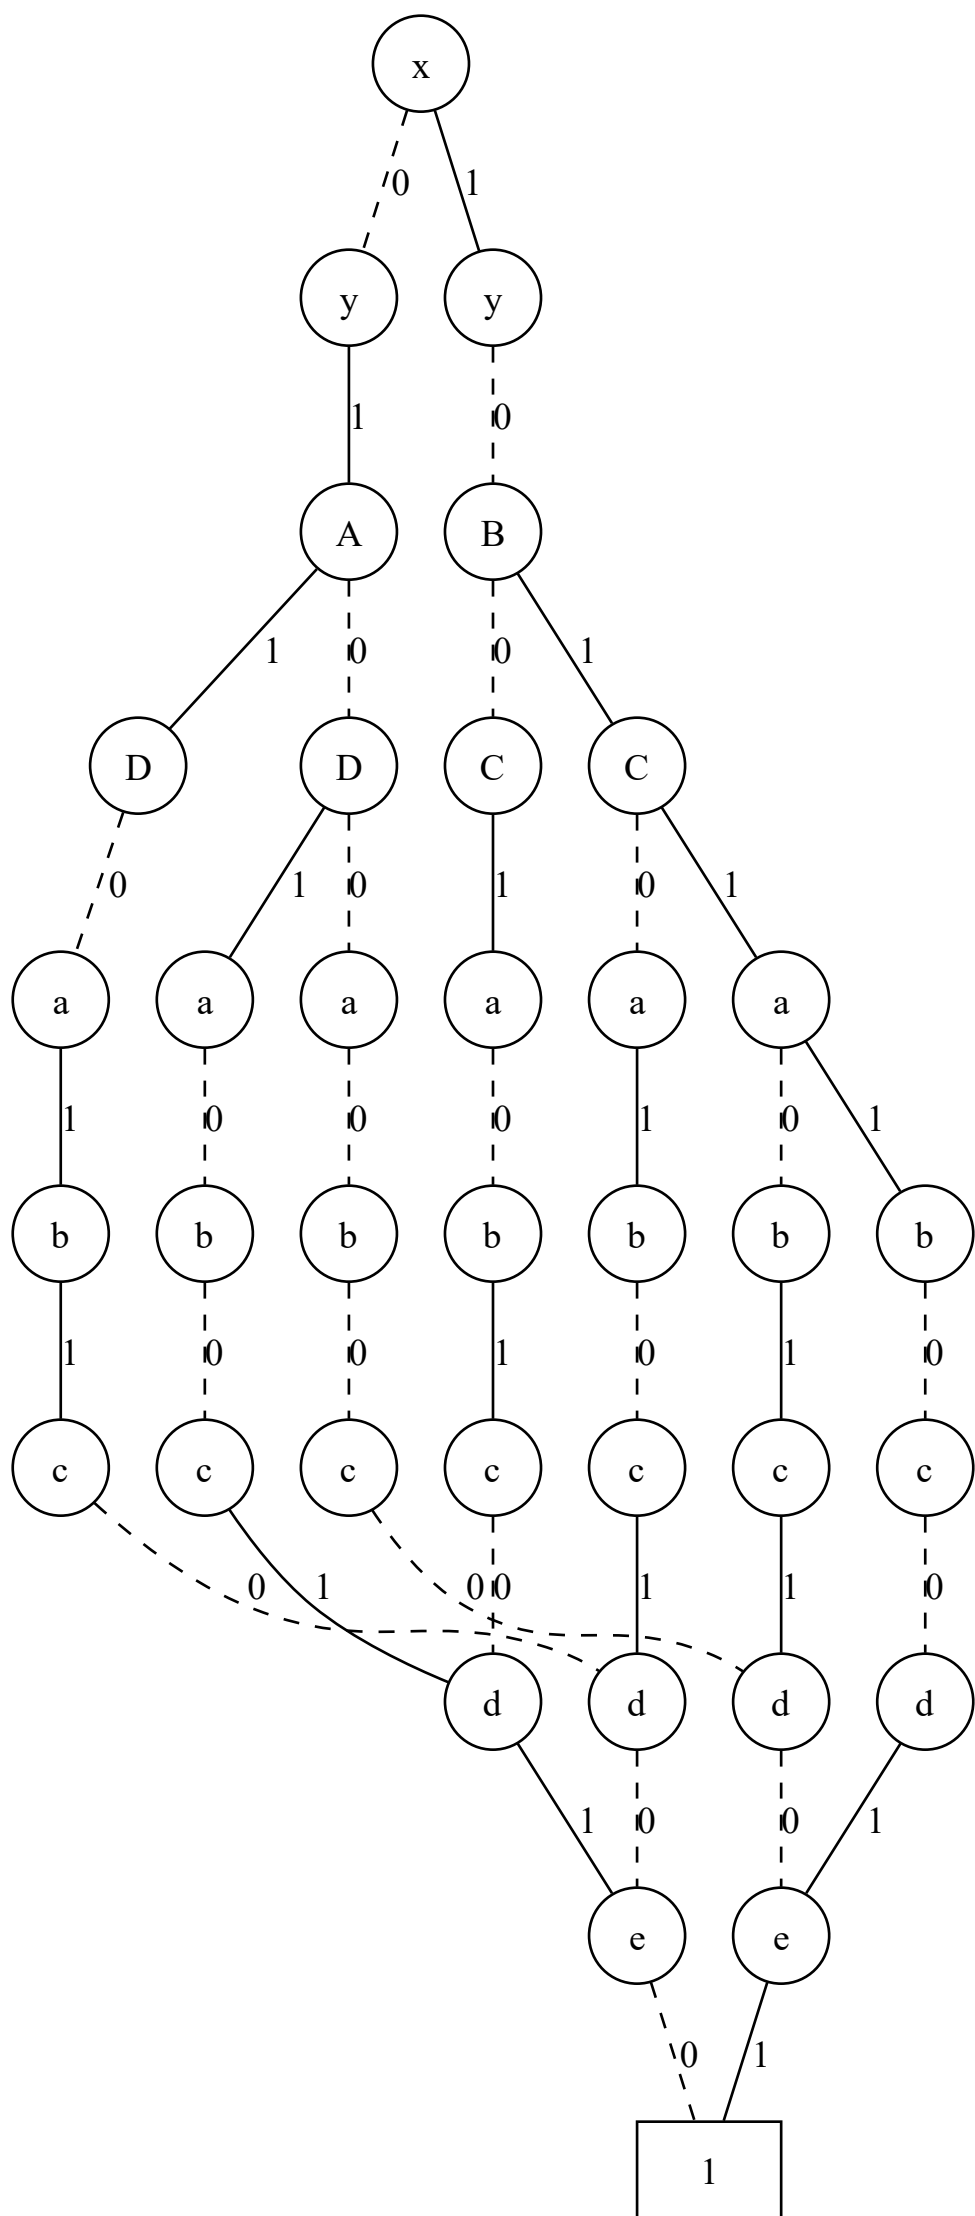 x
0 1
y y
1 0
A B
1 0 0 1
D D C C
0 1 0 1 0 1
a a a a a a
1 0 0 0 1 0 1
b b b b b b b
1 0 0 1 0 1 0
c c c c c c c
0 1 0 0 1 1 0
d d d d
1 0 0 1
e e
0 1
1